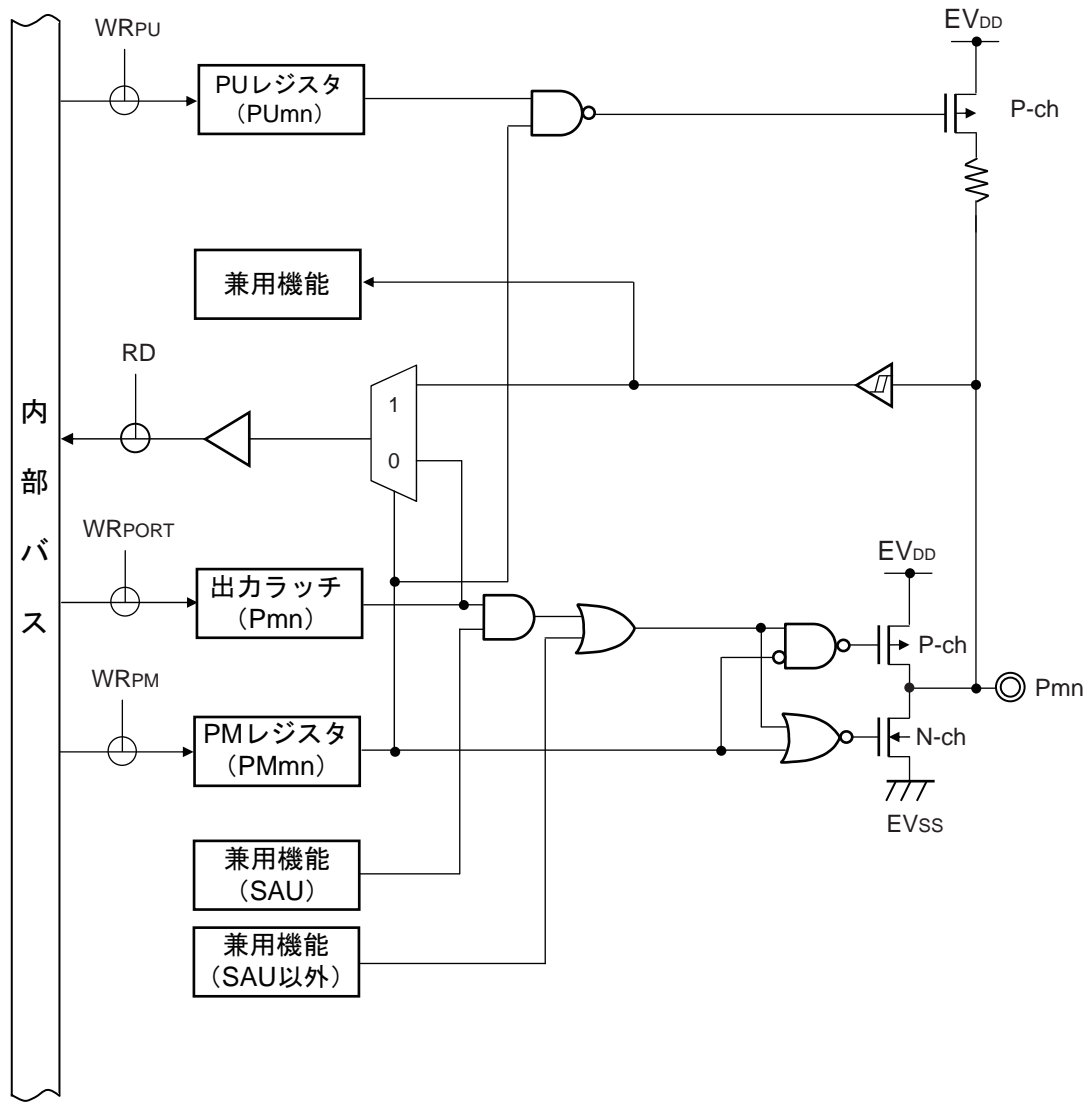 WRPU
EVDD
PUレジスタ
（PUmn）
P-ch
兼用機能
RD
1
0
内部バス
WRPORT
EVDD
出力ラッチ
（Pmn）
P-ch
Pmn
WRPM
PMレジスタ
（PMmn）
N-ch
EVSS
兼用機能
（SAU）
兼用機能
（SAU以外）